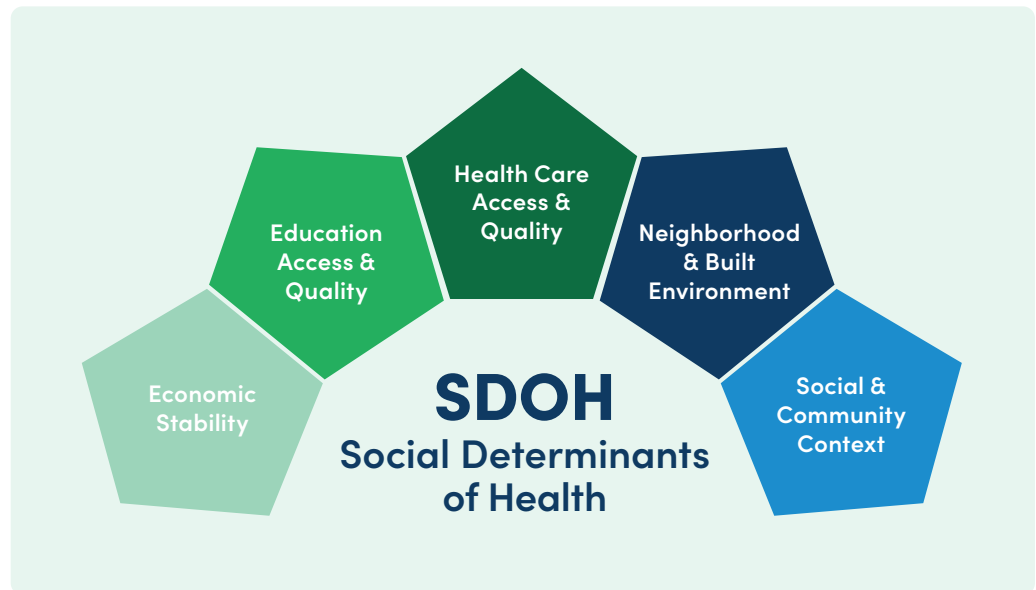 Health Care
Access &
Quality
Education
Access &
Quality
Neighborhood
& Built
Environment
Economic
Stability
Social &
Community
Context
SDOH
Social Determinants
of Health